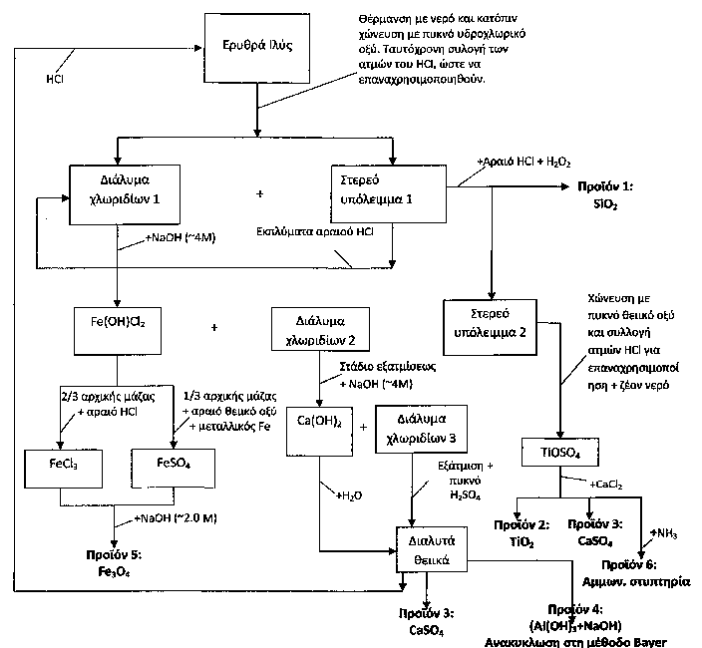 Θέρμανση με νερό και κατόπιν
χώνευση με πυκνό υδροχλωρικό
οξύ. Ταυτόχρονη συλογή των
ατμών του HCl, ώστε να
επαναχρησιμοποιηθούν.
Ερυθρά Ιλύς
HCl
Διάλυμα
χλωριδίων 1
+
Στερεό
υπόλειμμα 1
+Αραιό HCl + H₂O₂
Προϊόν 1:
SiO₂
+NaOH (~4M)
Εκπλύματα αραιού HCl
Fe(OH)Cl₂
+
Διάλυμα
χλωριδίων 2
Στερεό
υπόλειμμα 2
Χώνευση με
πυκνό θειικό οξύ
και συλλογή
ατμών HCl για
επαναχρησιμοποί
ηση + ζέον νερό
Στάδιο εξατμίσεως
+ NaOH (~4M)
2/3 αρχικής μάζας
+ αραιό HCl
1/3 αρχικής μάζας
+ αραιό θειικό οξύ
+ μεταλλικός Fe
Ca(OH)₂
+
Διάλυμα
χλωριδίων 3
TiOSO₄
FeCl₃
FeSO₄
Εξάτμιση +
πυκνό
H₂SO₄
+CaCl₂
+H₂O
+NaOH (~2.0 M)
Προϊόν 5:
Fe₃O₄
Διαλυτά
θειικά
Προϊόν 2:
TiO₂
Προϊόν 3:
CaSO₄
+NH₃
Προϊόν 6:
Αμμων. στυπτηρία
Προϊόν 3:
CaSO₄
Προϊόν 4:
(Al(OH)₃+NaOH)
Ανακυκλωση στη μέθοδο Bayer